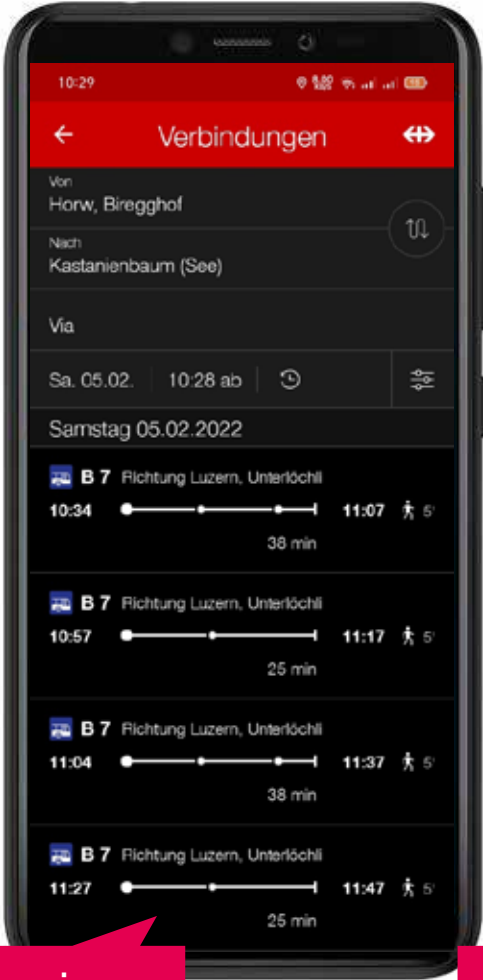 10:29
Verbindungen
Von
Horw, Biregghof
Nach
Kastanienbaum (See)
Via
Sa. 05.02. 10:28 ab
Samstag 05.02.2022
B 7 Richtung Luzern, Unterlöchli
10:34 11:07 5'
38 min
B 7 Richtung Luzern, Unterlöchli
10:57 11:17 5'
25 min
B 7 Richtung Luzern, Unterlöchli
11:04 11:37 5'
38 min
B 7 Richtung Luzern, Unterlöchli
11:27 11:47 5'
25 min